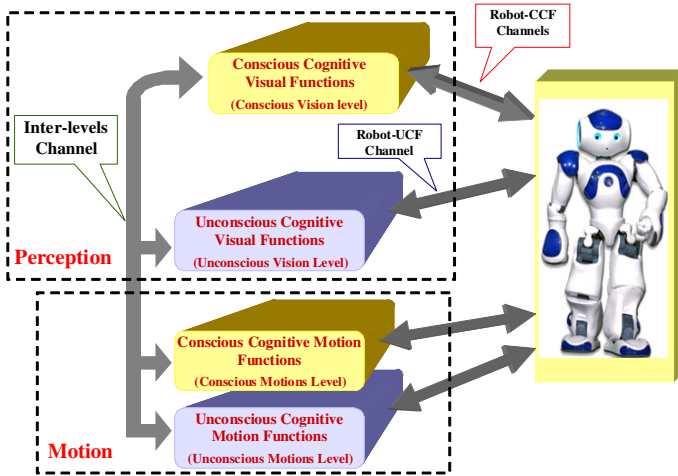 Robot-CCF
Channels
Conscious Cognitive
Visual Functions
(Conscious Vision level)
Inter-levels
Channel
Robot-UCF
Channel
Unconscious Cognitive
Visual Functions
(Unconscious Vision Level)
Perception
Conscious Cognitive Motion
Functions
(Conscious Motions Level)
Unconscious Cognitive
Motion Functions
(Unconscious Motions Level)
Motion